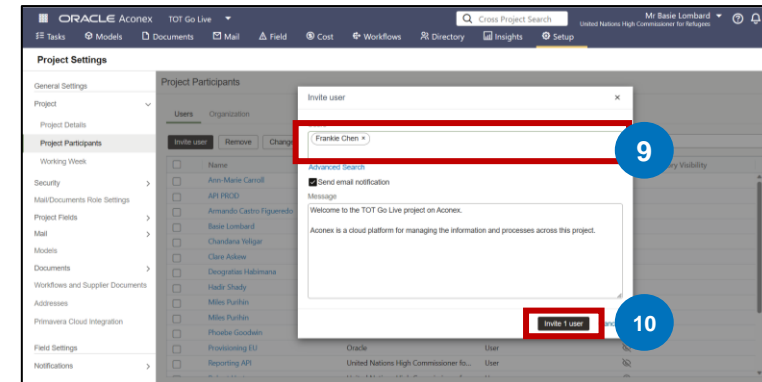 ORACLE Aconex TOT Go Live Cross Project Search Mr Basie Lombard
United Nations High Commissioner for Refugees
Tasks Models Documents Mail Field Cost Workflows Directory Insights Setup
Project Settings
General Settings
Project
Project Details
Project Participants
Working Week
Security
Mail/Documents Role Settings
Project Fields
Mail
Models
Documents
Workflows and Supplier Documents
Addresses
Primavera Cloud Integration
Field Settings
Notifications
Project Participants
Users Organization
Invite user Remove Change
Name Visibility
Ann-Marie Carroll
API PROD
Armando Castro Figueredo
Basie Lombard
Chandana Yeligar
Clare Askew
Deogratias Habimana
Hadir Shady
Miles Purihin
Miles Purihin
Phoebe Goodwin
Provisioning EU Oracle User
Reporting API United Nations High Commissioner fo... User
Invite user ×
Frankie Chen ×
9
Advanced Search
Send email notification
Message
Welcome to the TOT Go Live project on Aconex.
Aconex is a cloud platform for managing the information and processes across this project.
Invite 1 user
10